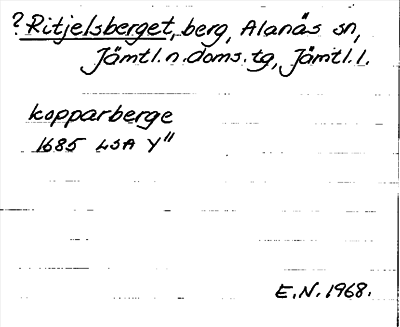 ? Ritjelsberget, berg, Alanäs sn,
Jämtl. n. doms. tg, Jämtl. l.
kopparberge
1685 LSA Y"
E.N. 1968.